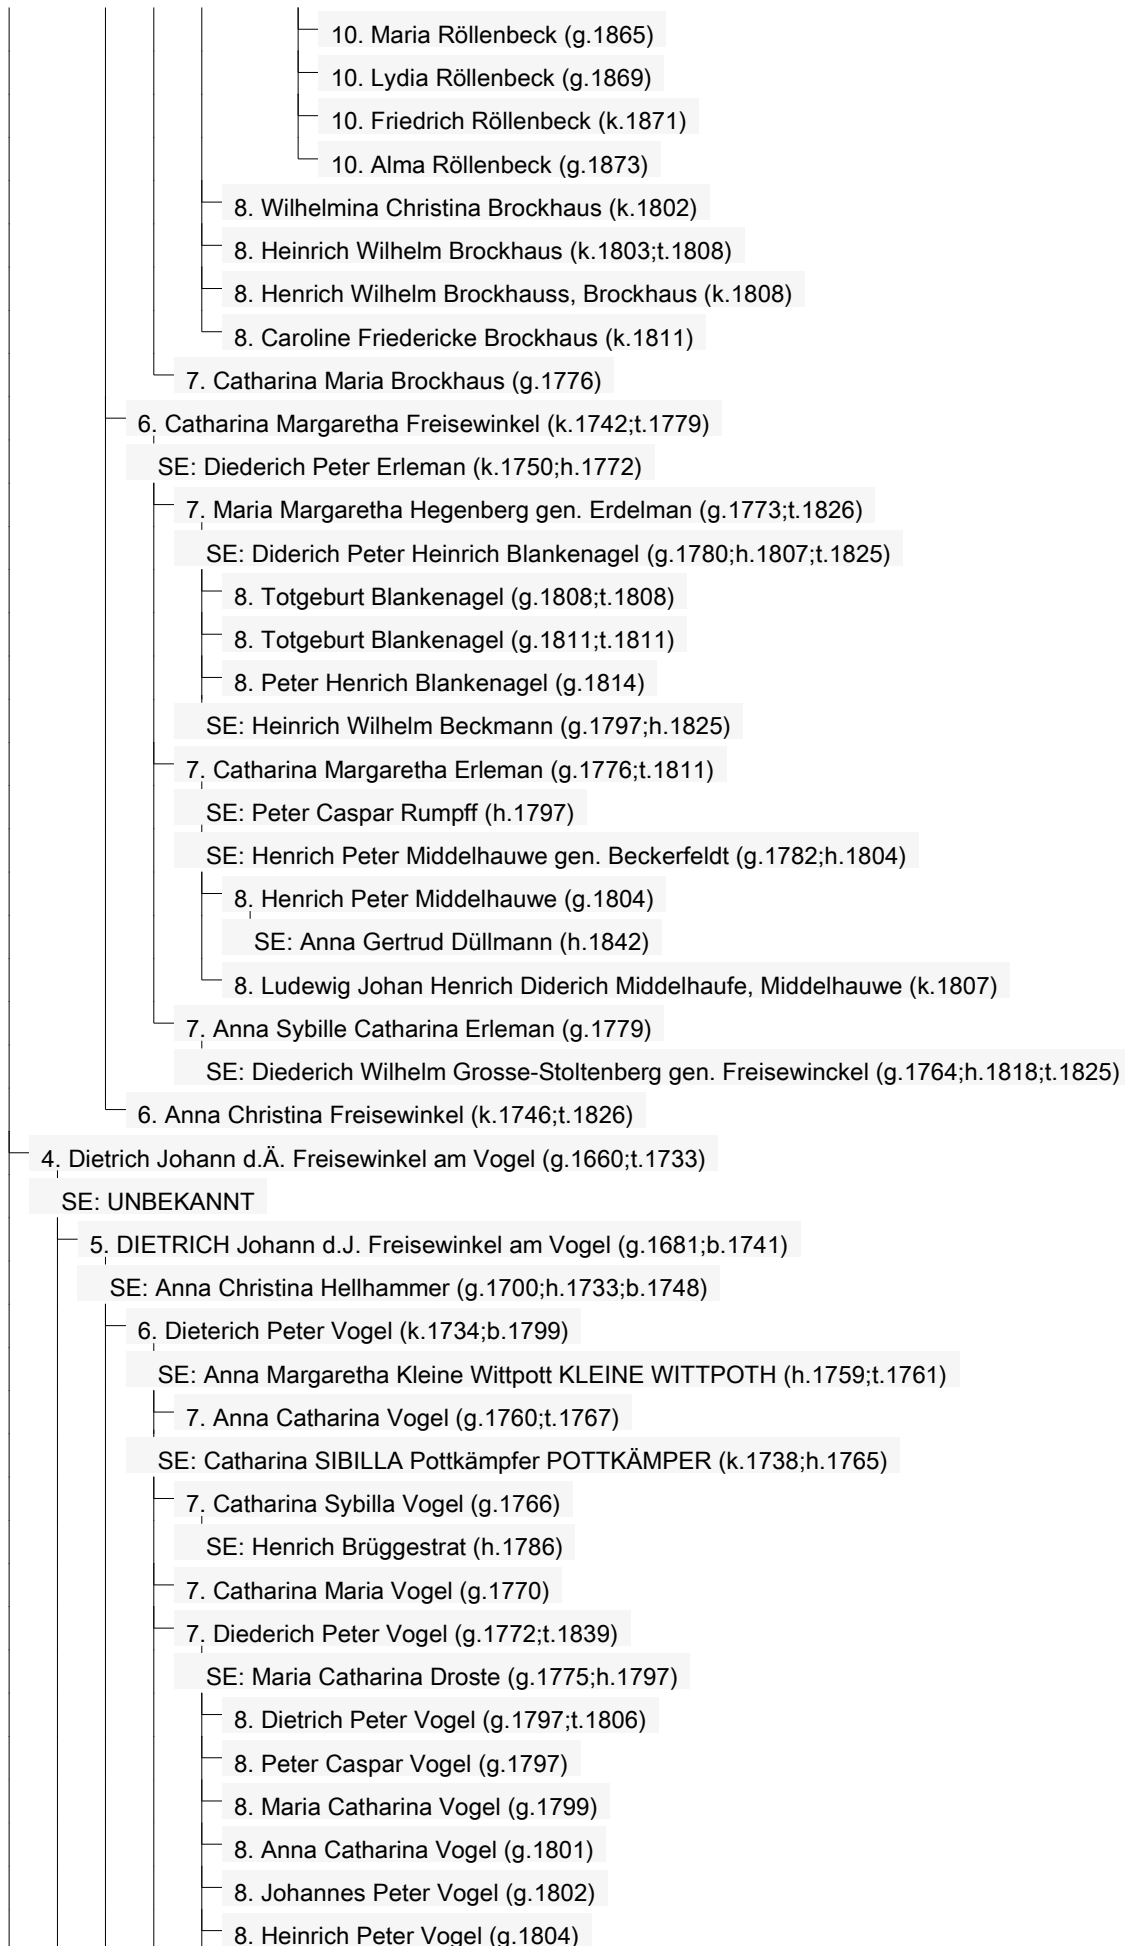 10. Maria Röllenbeck (g.1865)
10. Lydia Röllenbeck (g.1869)
10. Friedrich Röllenbeck (k.1871)
10. Alma Röllenbeck (g.1873)
8. Wilhelmina Christina Brockhaus (k.1802)
8. Heinrich Wilhelm Brockhaus (k.1803;t.1808)
8. Henrich Wilhelm Brockhauss, Brockhaus (k.1808)
8. Caroline Friedericke Brockhaus (k.1811)
7. Catharina Maria Brockhaus (g.1776)
6. Catharina Margaretha Freisewinkel (k.1742;t.1779)
SE: Diederich Peter Erleman (k.1750;h.1772)
7. Maria Margaretha Hegenberg gen. Erdelman (g.1773;t.1826)
SE: Diderich Peter Heinrich Blankenagel (g.1780;h.1807;t.1825)
8. Totgeburt Blankenagel (g.1808;t.1808)
8. Totgeburt Blankenagel (g.1811;t.1811)
8. Peter Henrich Blankenagel (g.1814)
SE: Heinrich Wilhelm Beckmann (g.1797;h.1825)
7. Catharina Margaretha Erleman (g.1776;t.1811)
SE: Peter Caspar Rumpff (h.1797)
SE: Henrich Peter Middelhauwe gen. Beckerfeldt (g.1782;h.1804)
8. Henrich Peter Middelhauwe (g.1804)
SE: Anna Gertrud Düllmann (h.1842)
8. Ludewig Johan Henrich Diderich Middelhaufe, Middelhauwe (k.1807)
7. Anna Sybille Catharina Erleman (g.1779)
SE: Diederich Wilhelm Grosse-Stoltenberg gen. Freisewinckel (g.1764;h.1818;t.1825)
6. Anna Christina Freisewinkel (k.1746;t.1826)
4. Dietrich Johann d.Ä. Freisewinkel am Vogel (g.1660;t.1733)
SE: UNBEKANNT
5. DIETRICH Johann d.J. Freisewinkel am Vogel (g.1681;b.1741)
SE: Anna Christina Hellhammer (g.1700;h.1733;b.1748)
6. Dieterich Peter Vogel (k.1734;b.1799)
SE: Anna Margaretha Kleine Wittpott KLEINE WITTPOTH (h.1759;t.1761)
7. Anna Catharina Vogel (g.1760;t.1767)
SE: Catharina SIBILLA Pottkämpfer POTTKÄMPER (k.1738;h.1765)
7. Catharina Sybilla Vogel (g.1766)
SE: Henrich Brüggestrat (h.1786)
7. Catharina Maria Vogel (g.1770)
7. Diederich Peter Vogel (g.1772;t.1839)
SE: Maria Catharina Droste (g.1775;h.1797)
8. Dietrich Peter Vogel (g.1797;t.1806)
8. Peter Caspar Vogel (g.1797)
8. Maria Catharina Vogel (g.1799)
8. Anna Catharina Vogel (g.1801)
8. Johannes Peter Vogel (g.1802)
8. Heinrich Peter Vogel (g.1804)